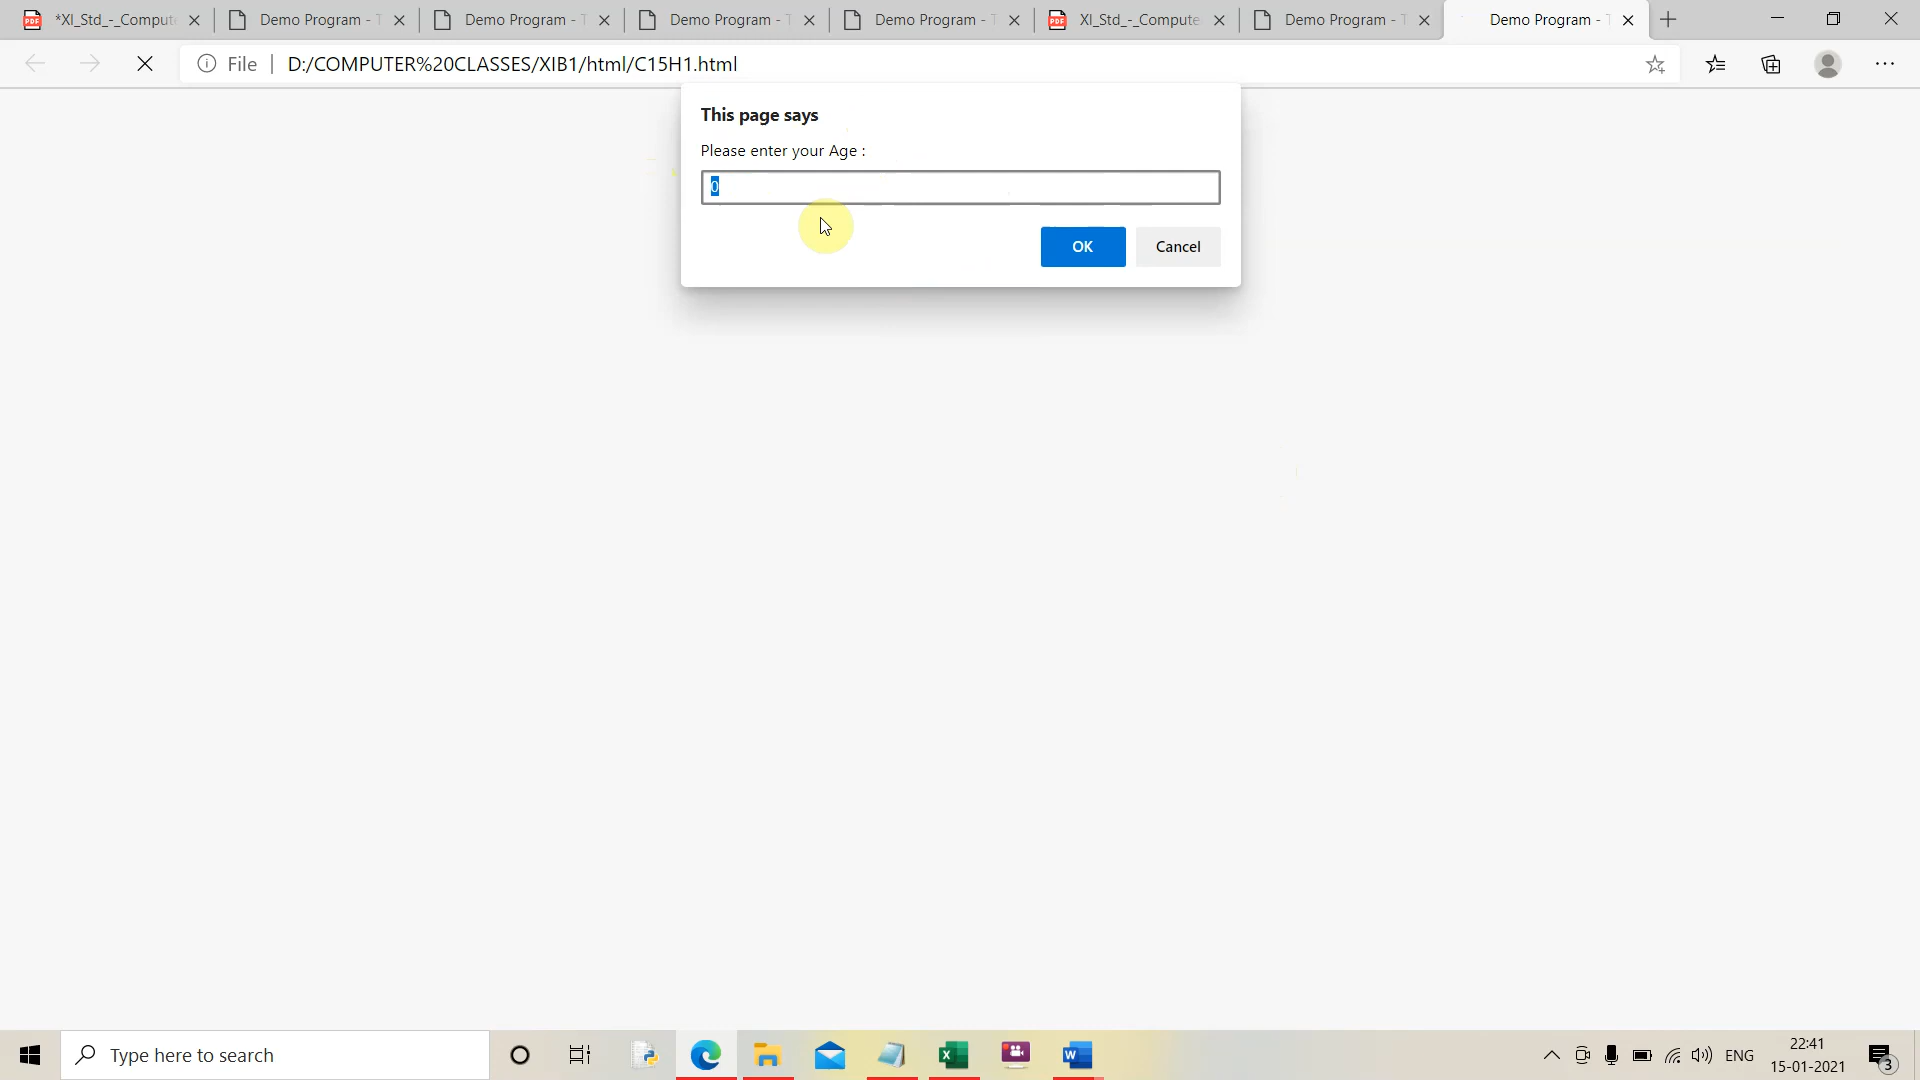 *XI_Std_-_Compute
Demo Program - T
Demo Program - T
Demo Program - T
Demo Program - T
XI_Std_-_Compute
Demo Program - T
Demo Program - T
File
D:/COMPUTER%20CLASSES/XIB1/html/C15H1.html
This page says
Please enter your Age :
0
OK
Cancel
Type here to search
ENG
22:41
15-01-2021
3